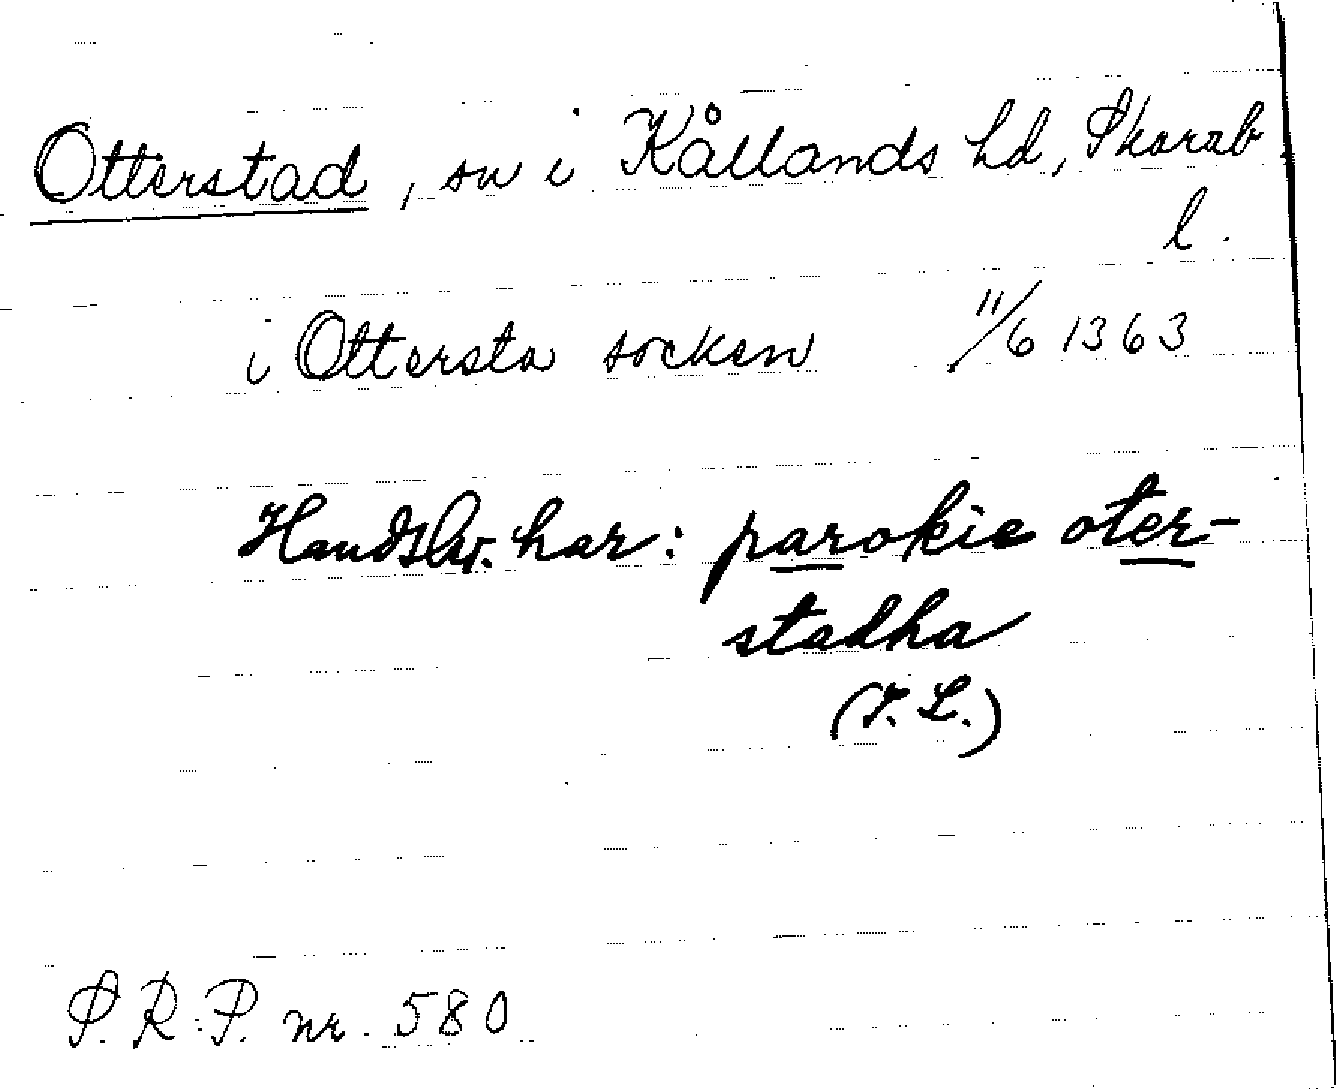 Otterstad, sn i Kållands hd, Skarab.
l.
i Ottersta socken 11/6 1363
Handskr. har: parokie oter-
stadha
(I. L.)
S. R. P. nr. 580